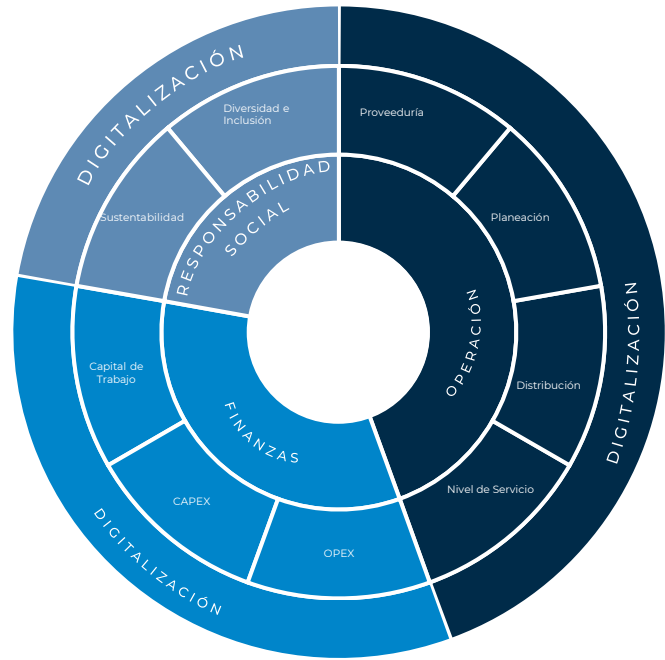 DIGITALIZACIÓN
Diversidad e
Inclusión
Sustentabilidad
RESPONSABILIDAD
SOCIAL
Proveeduría
Planeación
Distribución
Nivel de Servicio
OPERACIÓN
DIGITALIZACIÓN
Capital de
Trabajo
CAPEX
OPEX
FINANZAS
DIGITALIZACIÓN